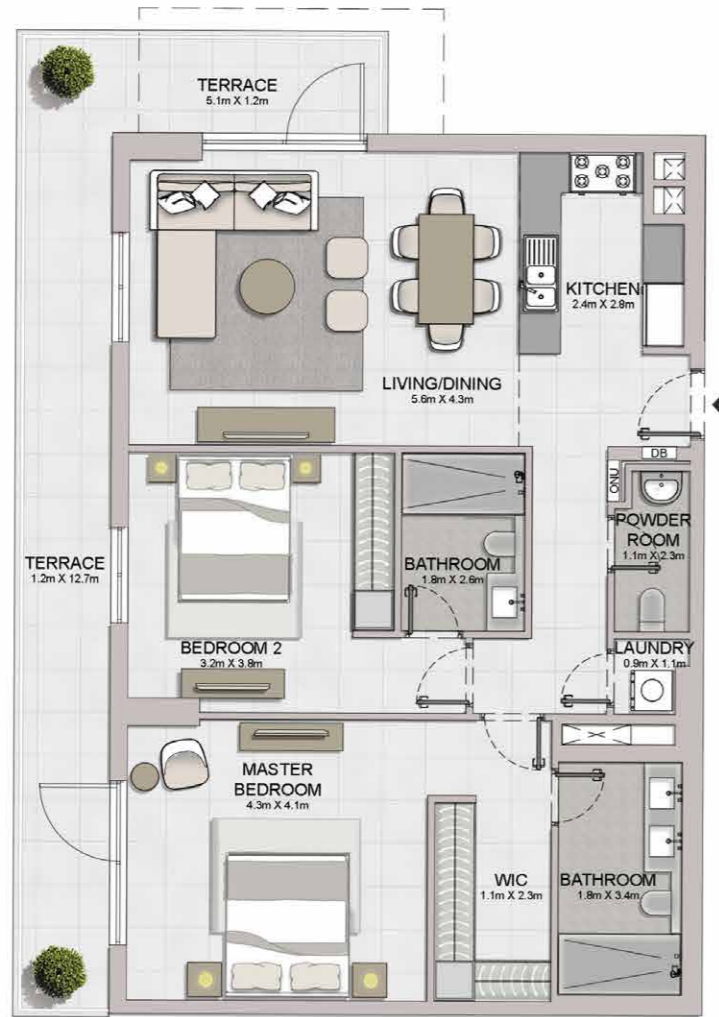 TERRACE
5.1m X 1.2m
KITCHEN
2.4m X 2.8m
LIVING/DINING
5.6m X 4.3m
DB
ONU
POWDER
ROOM
1.1m X 2.3m
TERRACE
1.2m X 12.7m
BATHROOM
1.8m X 2.6m
BEDROOM 2
3.2m X 3.8m
LAUNDRY
0.9m X 1.1m
MASTER
BEDROOM
4.3m X 4.1m
WIC
1.1m X 2.3m
BATHROOM
1.8m X 3.4m